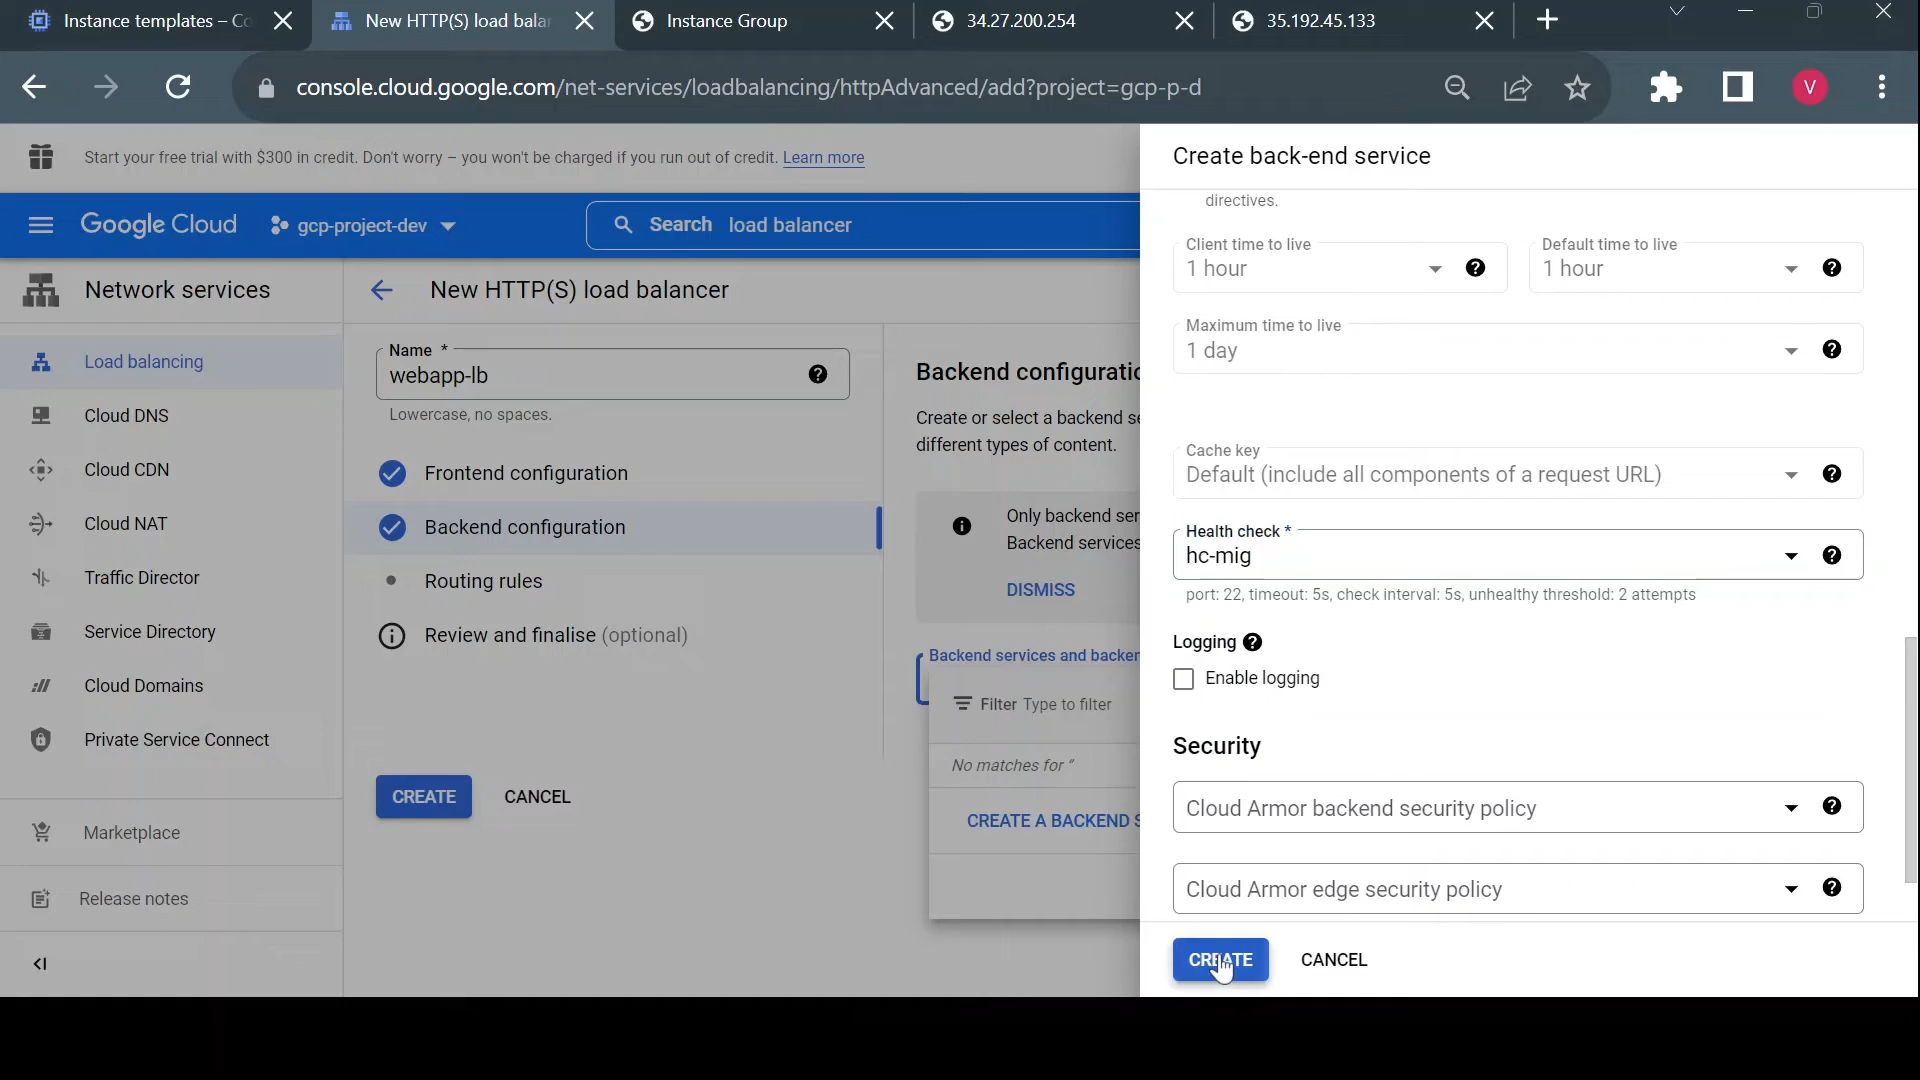 Instance templates – Co
New HTTP(S) load balan
Instance Group
34.27.200.254
35.192.45.133
console.cloud.google.com/net-services/loadbalancing/httpAdvanced/add?project=gcp-p-d
V
Start your free trial with $300 in credit. Don't worry – you won't be charged if you run out of credit. Learn more
Google Cloud
gcp-project-dev
Search load balancer
Network services
Load balancing
Cloud DNS
Cloud CDN
Cloud NAT
Traffic Director
Service Directory
Cloud Domains
Private Service Connect
Marketplace
Release notes
New HTTP(S) load balancer
Name *
webapp-lb
Lowercase, no spaces.
Frontend configuration
Backend configuration
Routing rules
Review and finalise (optional)
CREATE
CANCEL
Backend configuratio
Create or select a backend se
different types of content.
Only backend ser
Backend services
DISMISS
Backend services and backen
Filter Type to filter
No matches for "
CREATE A BACKEND S
Create back-end service
directives.
Client time to live
1 hour
Default time to live
1 hour
Maximum time to live
1 day
Cache key
Default (include all components of a request URL)
Health check *
hc-mig
port: 22, timeout: 5s, check interval: 5s, unhealthy threshold: 2 attempts
Logging
Enable logging
Security
Cloud Armor backend security policy
Cloud Armor edge security policy
CREATE
CANCEL